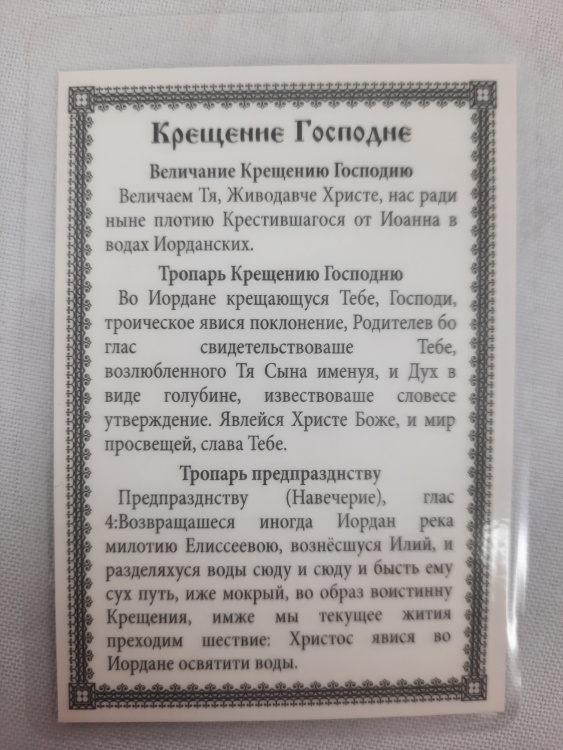 Крещение Господне
Величание Крещению Господню
Величаем Тя, Живодавче Христе, нас ради
ныне плотию Крестившагося от Иоанна в
водах Иорданских.
Тропарь Крещению Господню
Во Иордане крещающуся Тебе, Господи,
троическое явися поклонение, Родителев бо
глас свидетельствоваше Тебе,
возлюбленного Тя Сына именуя, и Дух в
виде голубине, извествоваше словесе
утверждение. Явлейся Христе Боже, и мир
просвещей, слава Тебе.
Тропарь предпразднству
Предпразднству (Навечерие), глас
4:Возвращашеся иногда Иордан река
милотию Елиссеевою, вознёсшуся Илий, и
разделяхуся воды сюду и сюду и бысть ему
сух путь, иже мокрый, во образ воистинну
Крещения, имже мы текущее жития
преходим шествие: Христос явися во
Иордане освятити воды.